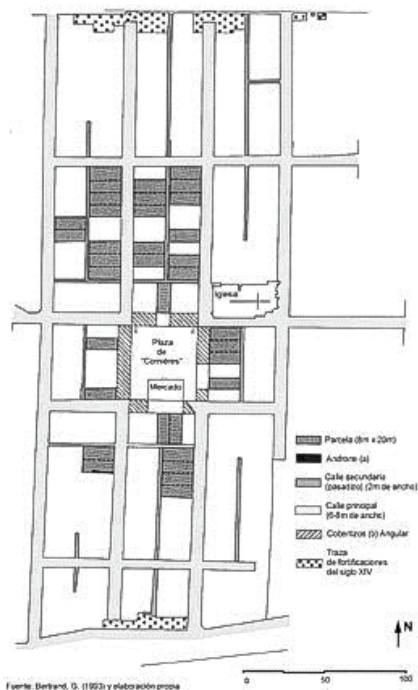 Iglesia
Plaza
de
"Cornières"
Mercado
Parcela (8m x 20m)
Androne (a)
Calle secundaria
(pasadizo) (2m de ancho)
Calle principal
(6-8m de ancho)
Cobertizos (b) Angular
Traza
de fortificaciones
del siglo XIV
N
0 50 100
Fuente: Bertrand, G. (1993) y elaboración propia